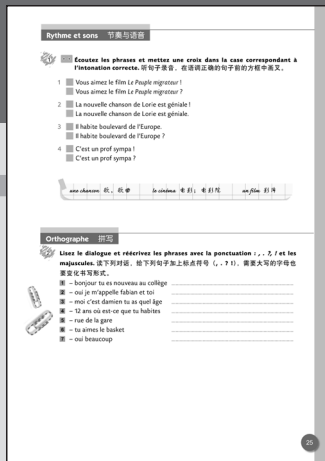 Rythme et sons 节奏与语音
Écoutez les phrases et mettez une croix dans la case correspondant à
l'intonation correcte. 听句子录音，在语调正确的句子前的方框中画叉。
1 Vous aimez le film Le Peuple migrateur !
Vous aimez le film Le Peuple migrateur ?
2 La nouvelle chanson de Lorie est géniale !
La nouvelle chanson de Lorie est géniale.
3 Il habite boulevard de l'Europe.
Il habite boulevard de l'Europe ?
4 C'est un prof sympa !
C'est un prof sympa ?
une chanson 歌，歌曲 le cinéma 电影；电影院 un film 影片
Orthographe 拼写
Lisez le dialogue et réécrivez les phrases avec la ponctuation : , . ?, ! et les
majuscules. 读下列对话，给下列句子加上标点符号（, . ? !），需要大写的字母也
要变化书写形式。
1 – bonjour tu es nouveau au collège
2 – oui je m'appelle fabian et toi
3 – moi c'est damien tu as quel âge
4 – 12 ans où est-ce que tu habites
5 – rue de la gare
6 – tu aimes le basket
7 – oui beaucoup
25